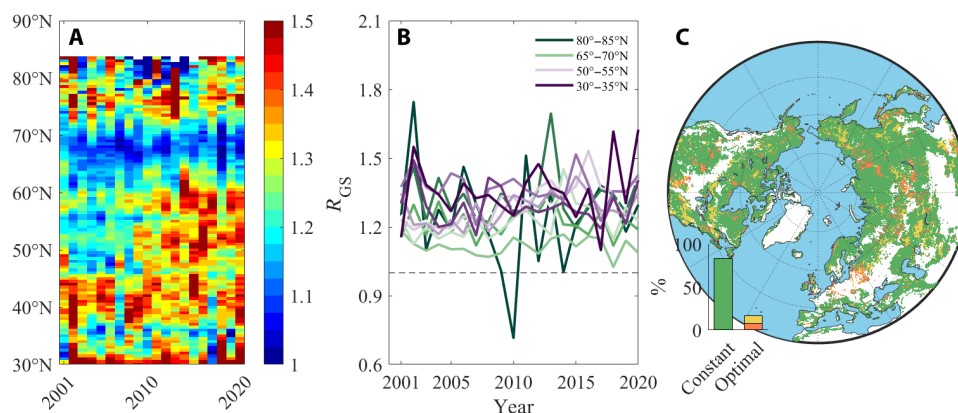 A
90°N
80°N
70°N
60°N
50°N
40°N
30°N
2001
2010
2020
1.5
1.4
1.3
1.2
1.1
1
B
2.1
1.8
1.5
1.2
0.9
0.6
R_GS
80°–85°N
65°–70°N
50°–55°N
30°–35°N
2001
2005
2010
2015
2020
Year
C
100
50
0
%
Constant
Optimal